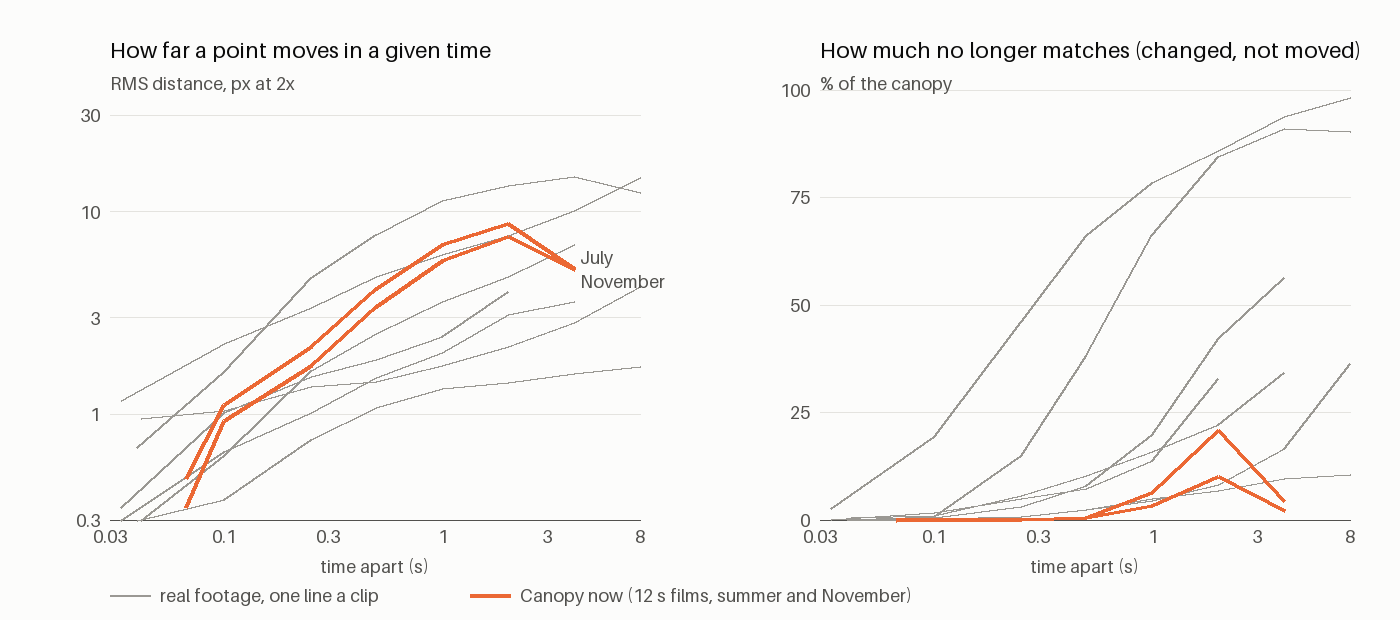 How far a point moves in a given time
RMS distance, px at 2x
30
10
3
1
0.3
0.03
0.1
0.3
1
3
8
time apart (s)
July
November
How much no longer matches (changed, not moved)
% of the canopy
100
75
50
25
0
0.03
0.1
0.3
1
3
8
time apart (s)
real footage, one line a clip
Canopy now (12 s films, summer and November)